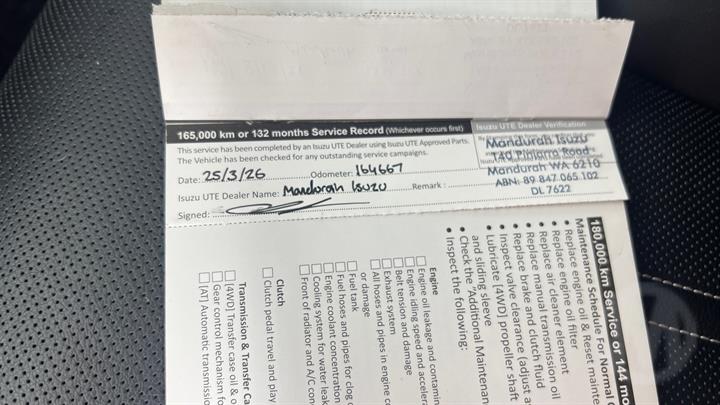 165,000 km or 132 months Service Record (Whichever occurs first)
This service has been completed by an Isuzu UTE Dealer using Isuzu UTE Approved Parts.
The Vehicle has been checked for any outstanding service campaigns.
Date: 25/3/26 Odometer: 164667
Isuzu UTE Dealer Name: Mandurah Isuzu Remark:
Signed:
Isuzu UTE Dealer Verification
Mandurah Isuzu
140 Pinjarra Road
Mandurah WA 6210
ABN: 89 847 065 102
DL 7622
180,000 km Service or 144 mo
Maintenance Schedule For Normal
• Replace engine oil & Reset mainte
• Replace engine oil filter
• Replace air cleaner element
• Replace manual transmission oil
• Replace brake and clutch fluid
• Inspect valve clearance (adjust a
• Lubricate [4WD] propeller shaft
and sliding sleeve
• Check the "Additional Maintenan
• Inspect the following:
Engine
Engine oil leakage and contamin
Engine idling speed and acceler
Belt tension and damage
Exhaust system
All hoses and pipes in engine c
or damage
Fuel tank
Fuel hoses and pipes for clog
Engine coolant concentration
Cooling system for water leak
Front of radiator and A/C con
Clutch
Clutch pedal travel and play
Transmission & Transfer Ca
[4WD] Transfer case oil &
Gear control mechanism fo
[AT] Automatic transmissio